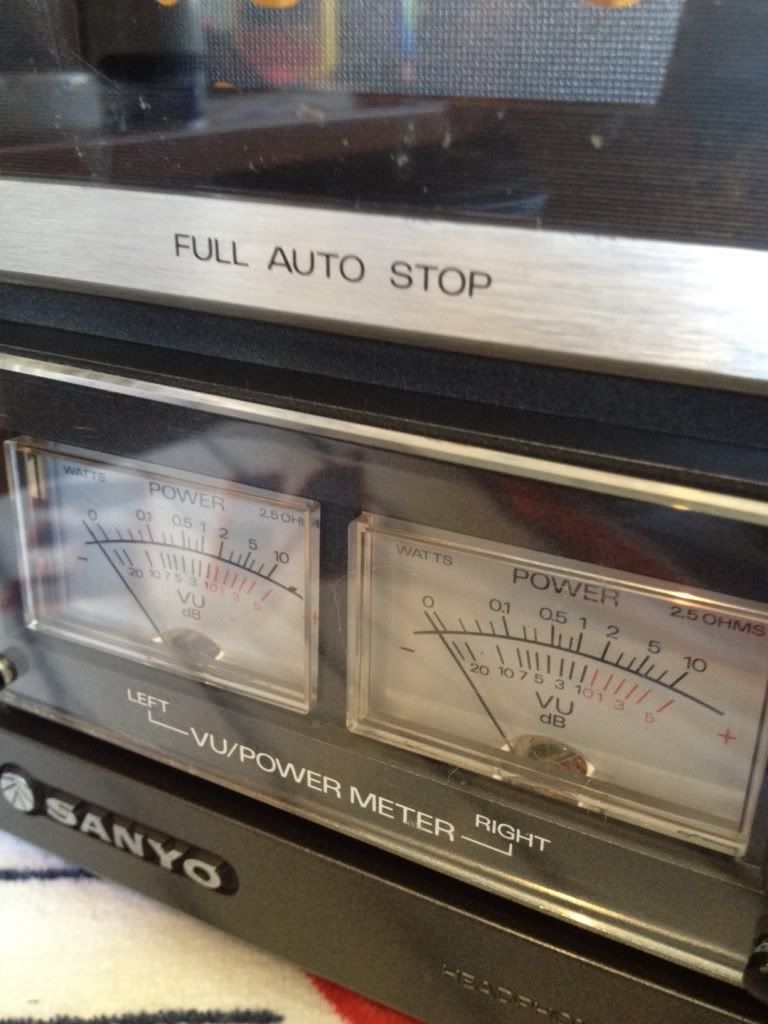 FULL AUTO STOP
WATTS
POWER
2.5 OHMS
0 0.1 0.5 1 2 5 10
- 20 10 7 5 3 1 0 1 3 5 +
VU
dB
WATTS
POWER
2.5 OHMS
0 0.1 0.5 1 2 5 10
- 20 10 7 5 3 1 0 1 3 5 +
VU
dB
LEFT
VU/POWER METER
RIGHT
SANYO